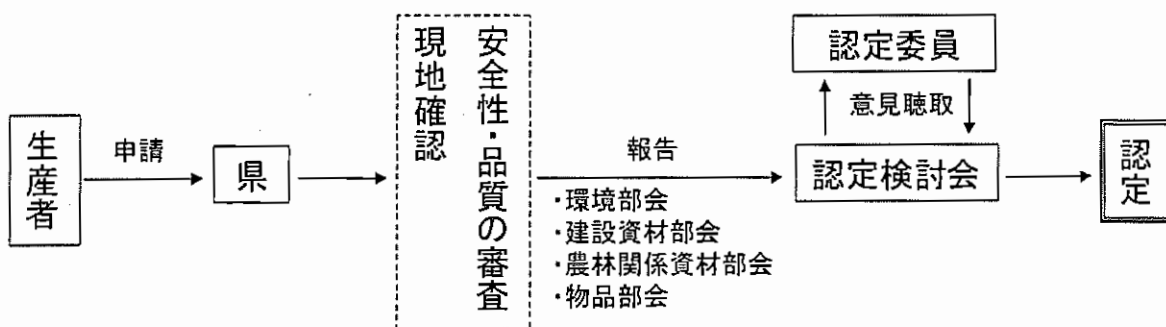 生産者
申請
県
安全性・品質の審査
現地確認
報告
・環境部会
・建設資材部会
・農林関係資材部会
・物品部会
認定委員
意見聴取
認定検討会
認定